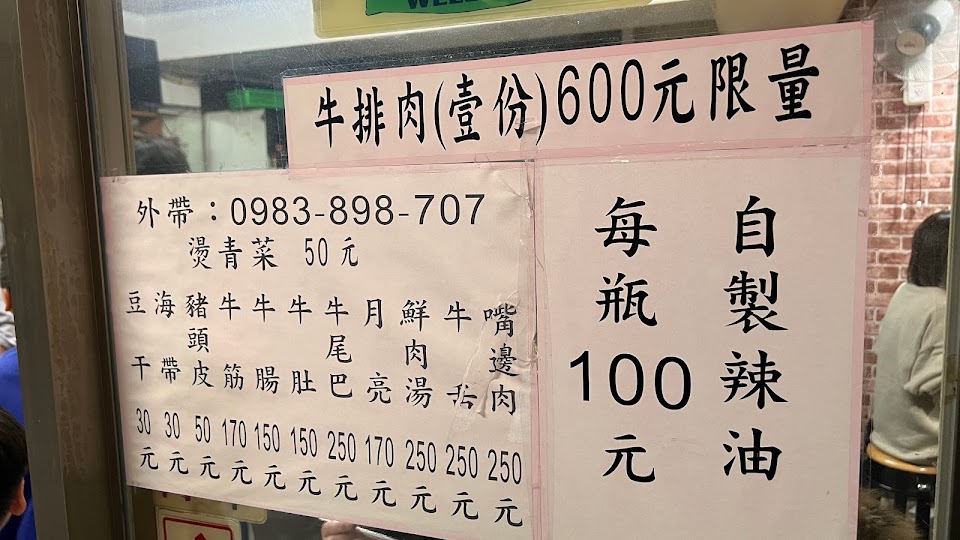 牛排肉(壹份)600元限量
外帶：0983-898-707
燙青菜 50元
嘴邊肉 250元
牛舌 250元
鮮肉湯 250元
月亮 170元
牛尾巴 250元
牛肚 150元
牛腸 150元
牛筋 170元
豬頭皮 50元
海帶 30元
豆干 30元
自製辣油
每瓶100元